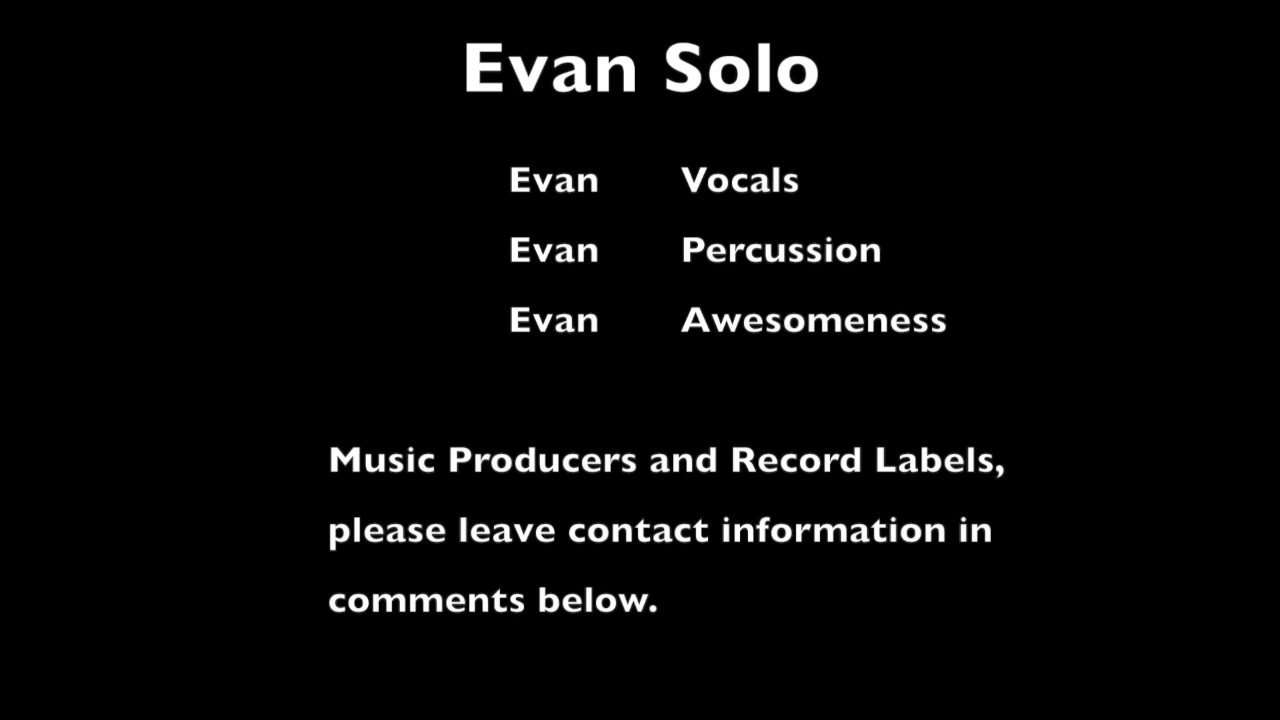 Evan Solo
Evan Vocals
Evan Percussion
Evan Awesomeness
Music Producers and Record Labels,
please leave contact information in
comments below.